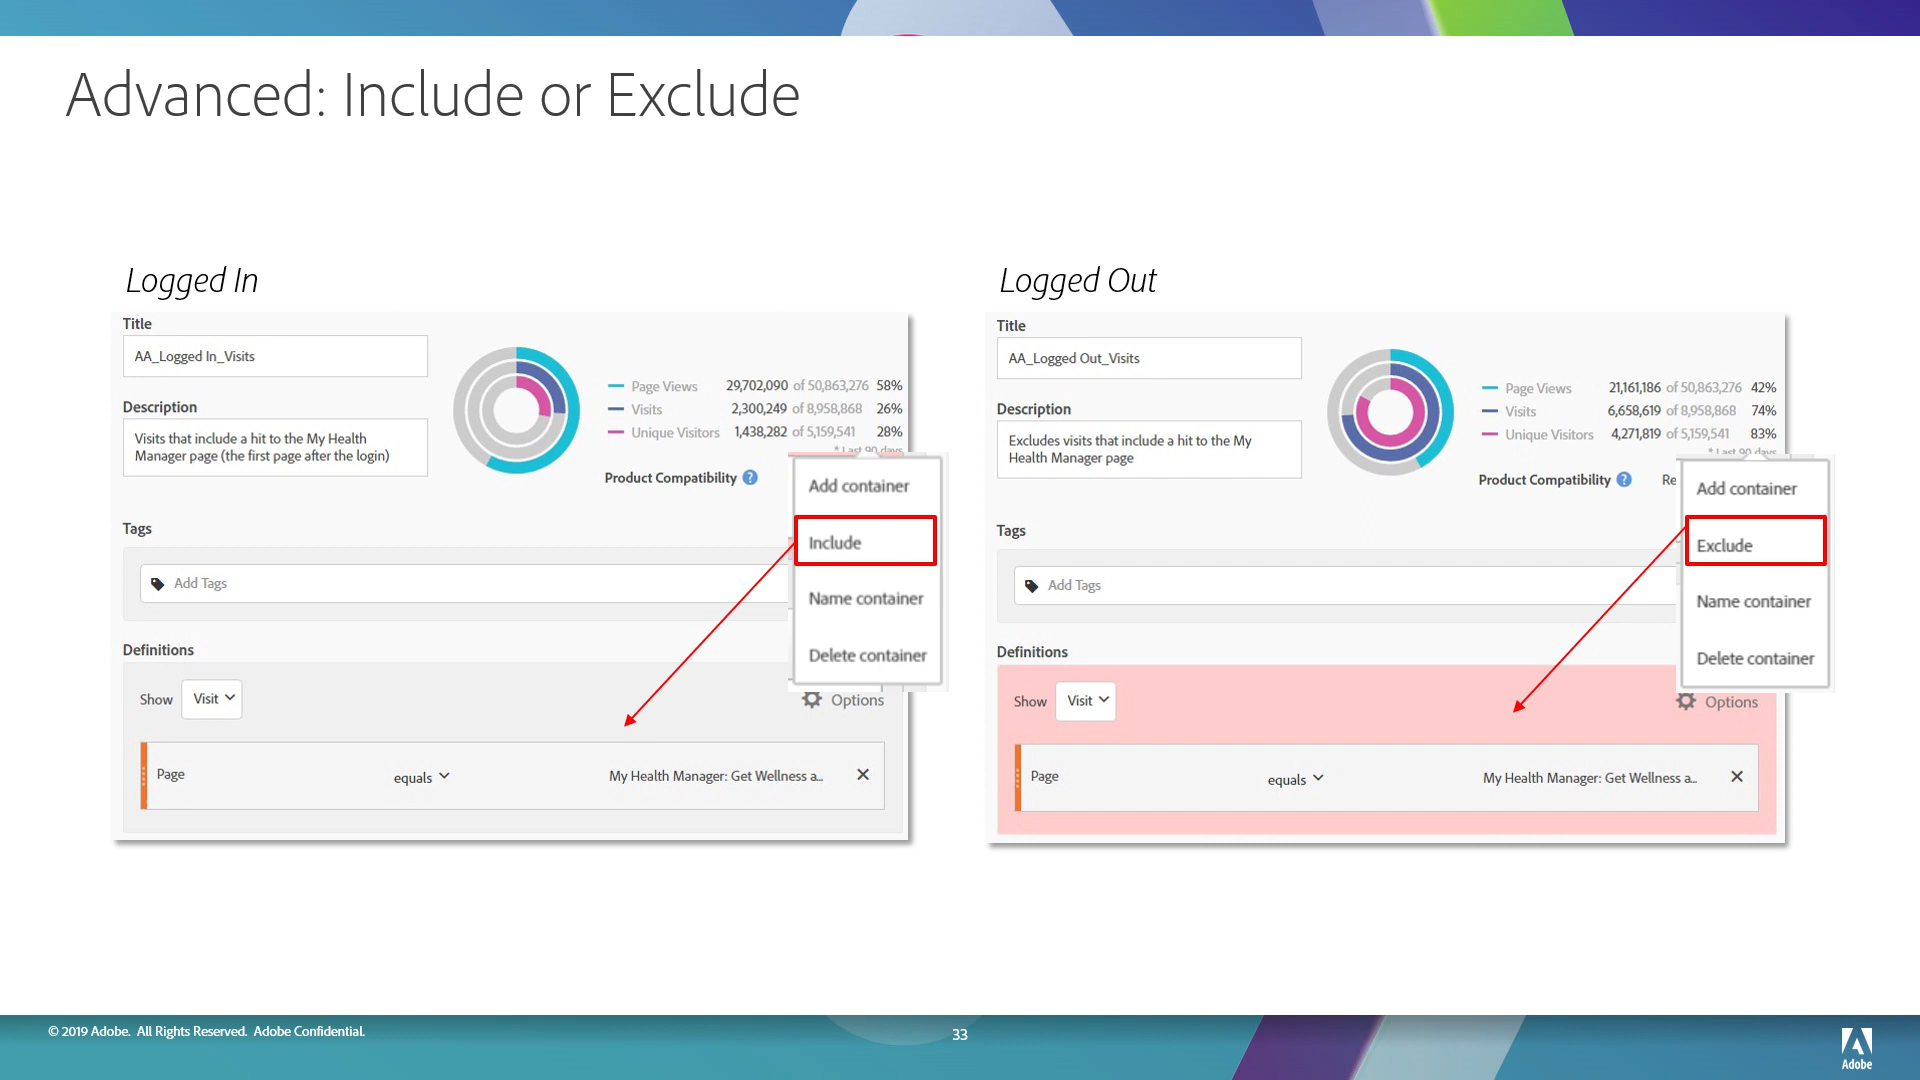 Advanced: Include or Exclude
Logged In
Title
AA_Logged In_Visits
Description
Visits that include a hit to the My Health
Manager page (the first page after the login)
Page Views 29,702,090 of 50,863,276 58%
Visits 2,300,249 of 8,958,868 26%
Unique Visitors 1,438,282 of 5,159,541 28%
* Last 90 days
Product Compatibility ?
Add container
Include
Name container
Delete container
Tags
Add Tags
Definitions
Show Visit
Options
Page equals My Health Manager: Get Wellness a...
Logged Out
Title
AA_Logged Out_Visits
Description
Excludes visits that include a hit to the My
Health Manager page
Page Views 21,161,186 of 50,863,276 42%
Visits 6,658,619 of 8,958,868 74%
Unique Visitors 4,271,819 of 5,159,541 83%
* Last 90 days
Product Compatibility ? Re
Add container
Exclude
Name container
Delete container
Tags
Add Tags
Definitions
Show Visit
Options
Page equals My Health Manager: Get Wellness a...
© 2019 Adobe. All Rights Reserved. Adobe Confidential.
33
Adobe